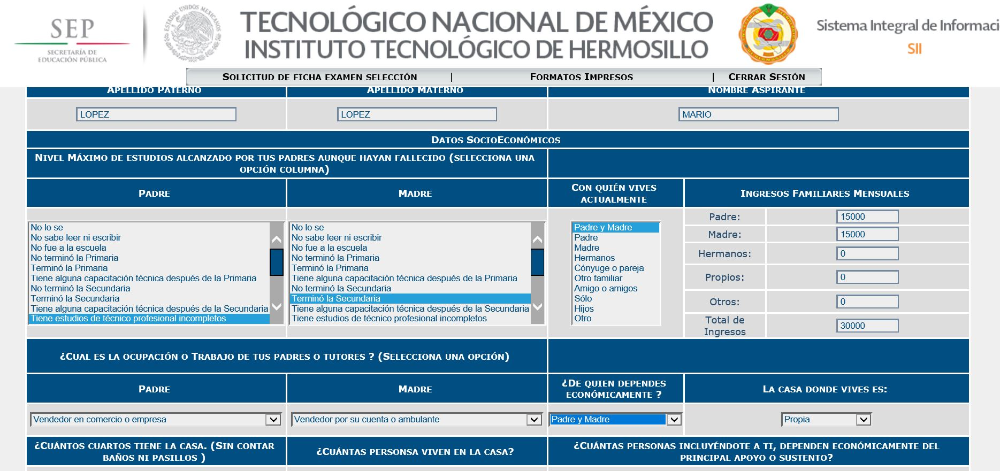 SEP
SECRETARÍA DE
EDUCACIÓN PÚBLICA
ESTADOS UNIDOS MEXICANOS
TECNOLÓGICO NACIONAL DE MÉXICO
INSTITUTO TECNOLÓGICO DE HERMOSILLO
Sistema Integral de Informaci
SII
SOLICITUD DE FICHA EXAMEN SELECCIÓN | FORMATOS IMPRESOS | CERRAR SESIÓN
APELLIDO PATERNO APELLIDO MATERNO NOMBRE ASPIRANTE
LOPEZ LOPEZ MARIO
DATOS SOCIOECONÓMICOS
NIVEL MÁXIMO DE ESTUDIOS ALCANZADO POR TUS PADRES AUNQUE HAYAN FALLECIDO (SELECCIONA UNA
OPCIÓN COLUMNA)
PADRE
MADRE
CON QUIÉN VIVES
ACTUALMENTE
INGRESOS FAMILIARES MENSUALES
No lo se
No sabe leer ni escribir
No fue a la escuela
No terminó la Primaria
Terminó la Primaria
Tiene alguna capacitación técnica después de la Primaria
No terminó la Secundaria
Terminó la Secundaria
Tiene alguna capacitación técnica después de la Secundaria
Tiene estudios de técnico profesional incompletos
No lo se
No sabe leer ni escribir
No fue a la escuela
No terminó la Primaria
Terminó la Primaria
Tiene alguna capacitación técnica después de la Primaria
No terminó la Secundaria
Terminó la Secundaria
Tiene alguna capacitación técnica después de la Secundaria
Tiene estudios de técnico profesional incompletos
Padre y Madre
Padre
Madre
Hermanos
Cónyuge o pareja
Otro familiar
Amigo o amigos
Sólo
Hijos
Otro
Padre: 15000
Madre: 15000
Hermanos: 0
Propios: 0
Otros: 0
Total de
Ingresos 30000
¿CUAL ES LA OCUPACIÓN O TRABAJO DE TUS PADRES O TUTORES ? (SELECCIONA UNA OPCIÓN)
PADRE
MADRE
¿DE QUIEN DEPENDES
ECONÓMICAMENTE ?
LA CASA DONDE VIVES ES:
Vendedor en comercio o empresa
Vendedor por su cuenta o ambulante
Padre y Madre
Propia
¿CUÁNTOS CUARTOS TIENE LA CASA. (SIN CONTAR
BAÑOS NI PASILLOS )
¿CUÁNTAS PERSONSA VIVEN EN LA CASA?
¿CUÁNTAS PERSONAS INCLUYÉNDOTE A TI, DEPENDEN ECONÓMICAMENTE DEL
PRINCIPAL APOYO O SUSTENTO?